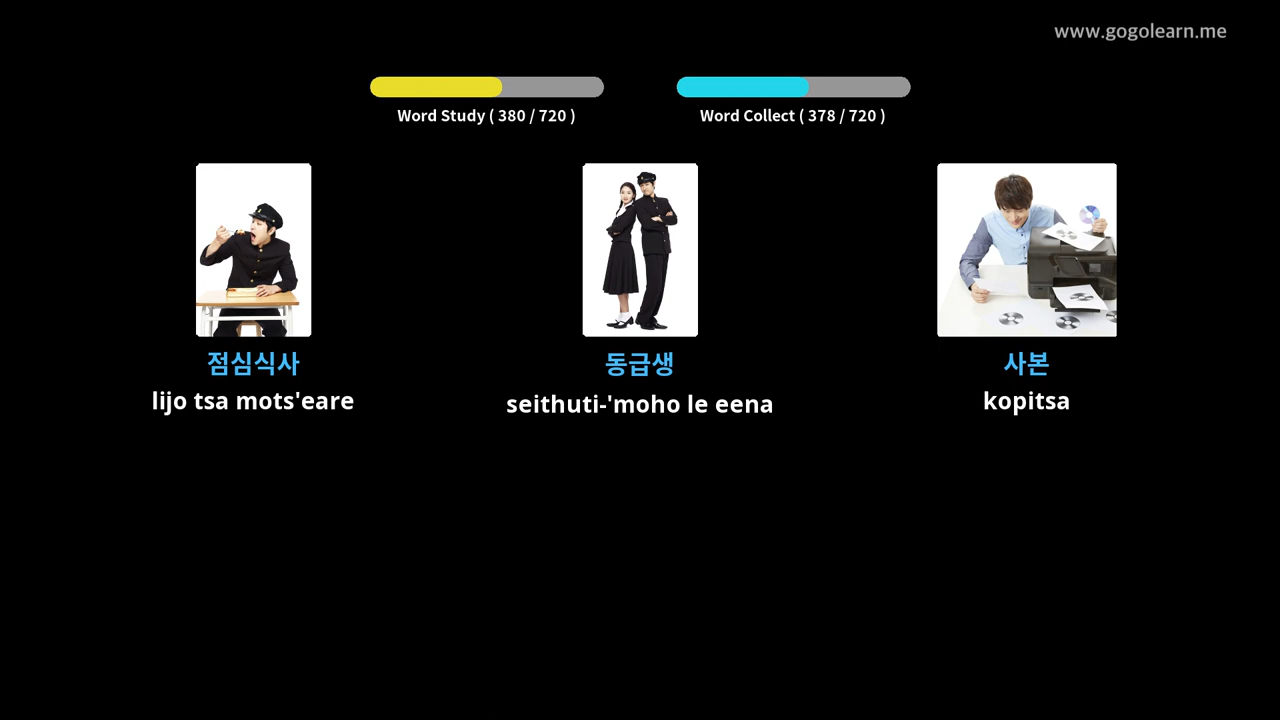 www.gogolearn.me
Word Study ( 380 / 720 )
Word Collect ( 378 / 720 )
점심식사
동급생
사본
lijo tsa mots'eare
seithuti-'moho le eena
kopitsa